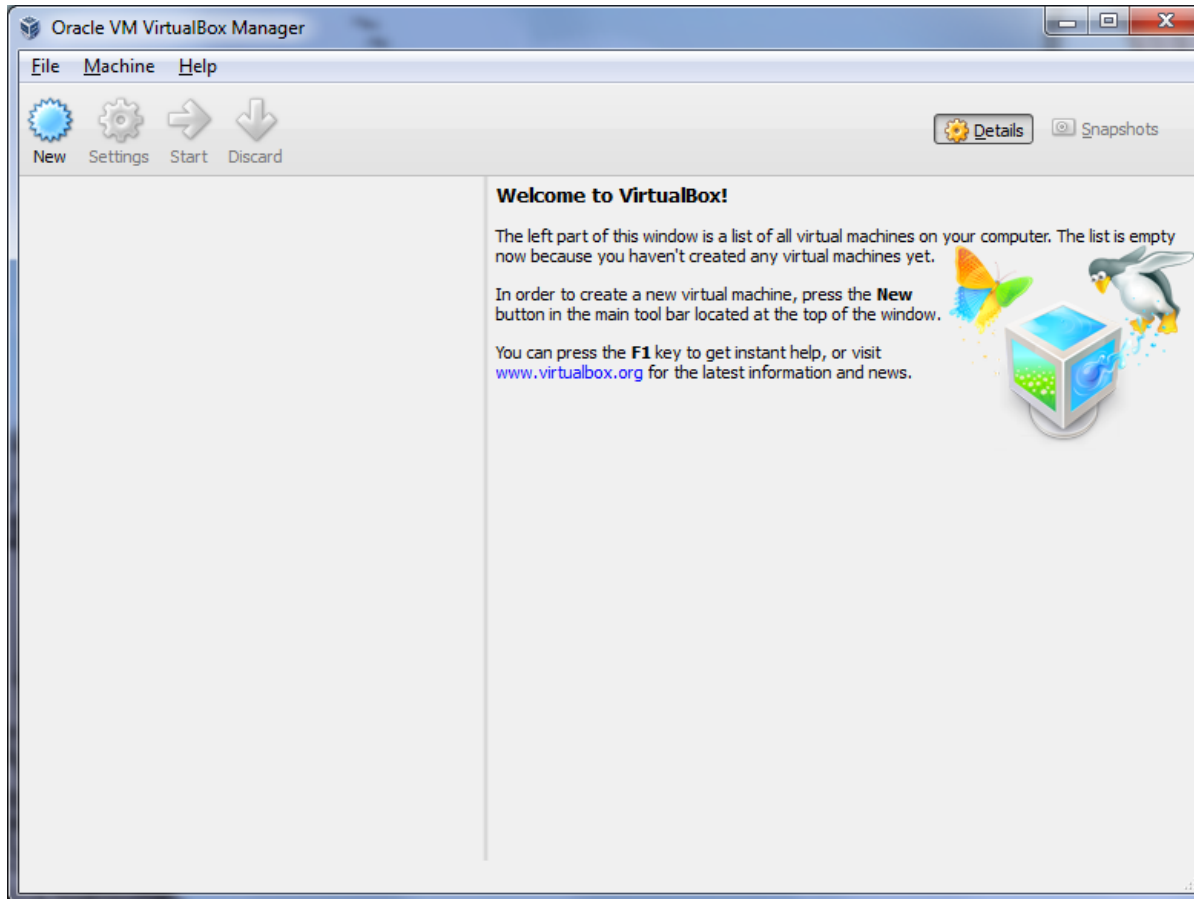 Oracle VM VirtualBox Manager
File Machine Help
New Settings Start Discard
Details Snapshots
Welcome to VirtualBox!
The left part of this window is a list of all virtual machines on your computer. The list is empty
now because you haven't created any virtual machines yet.
In order to create a new virtual machine, press the New
button in the main tool bar located at the top of the window.
You can press the F1 key to get instant help, or visit
www.virtualbox.org for the latest information and news.